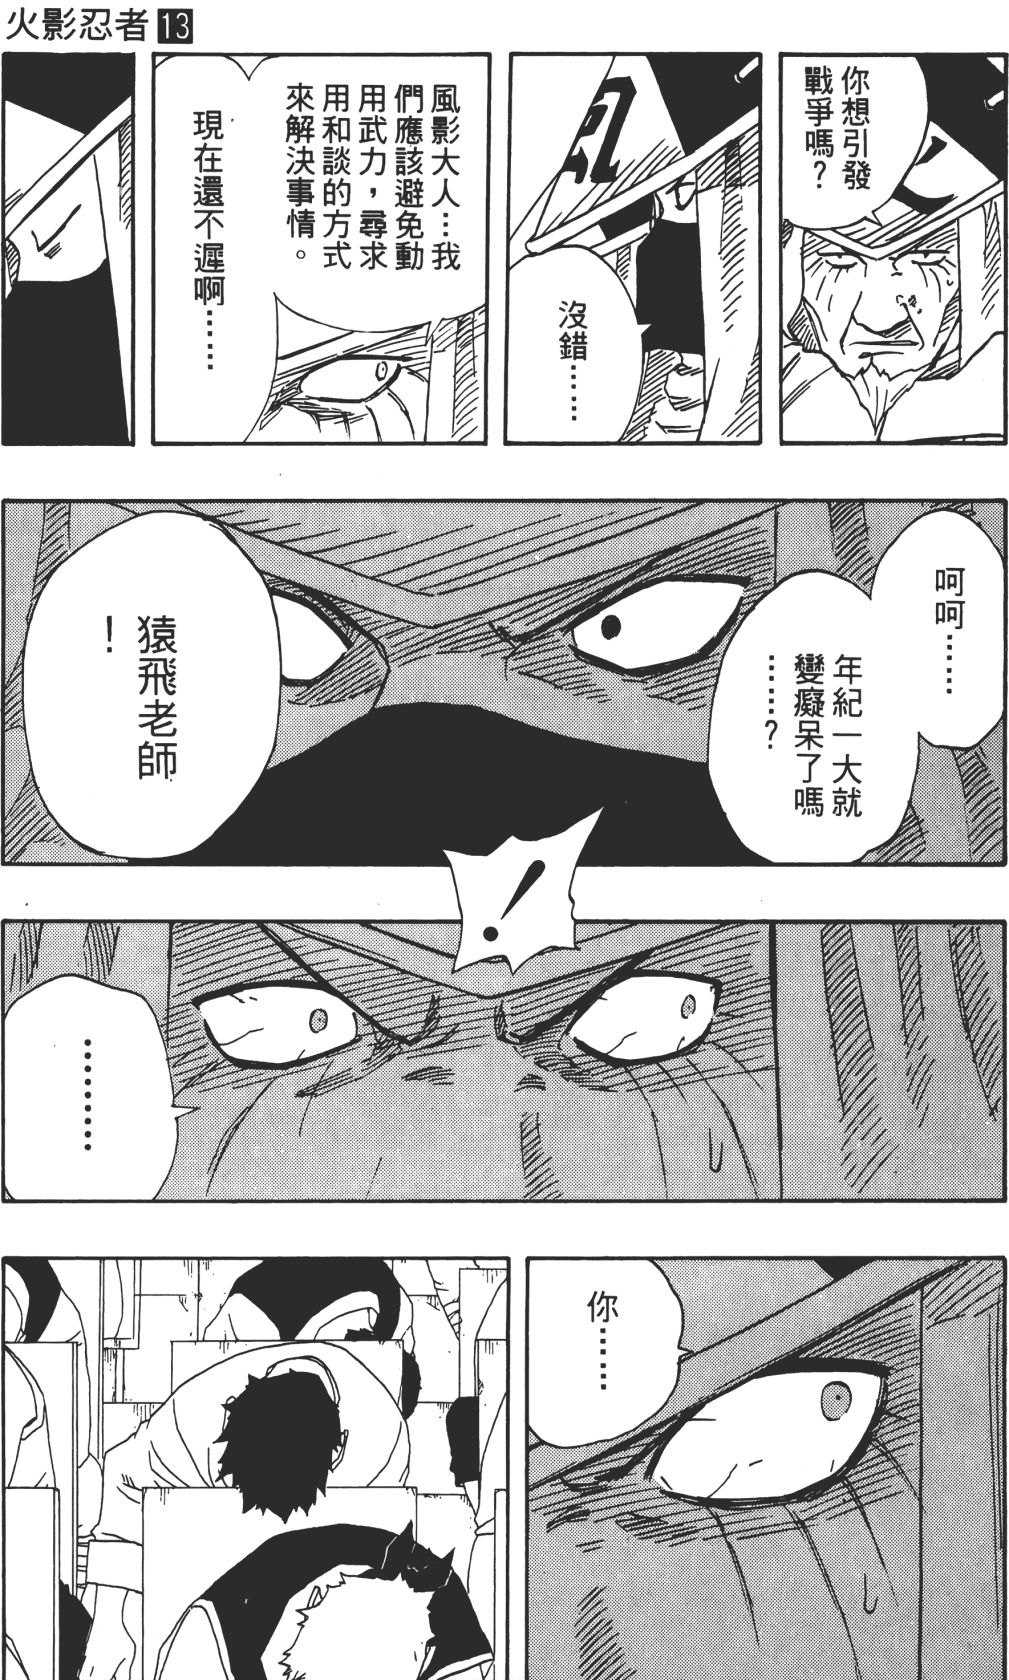 火影忍者 13
你想引發
戰爭嗎？
沒錯……
風影大人…我
們應該避免動
用武力，尋求
用和談的方式
來解決事情。
現在還不遲啊……
呵呵……
年紀一大就
變癡呆了嗎
……？
猿飛老師
！
！
………
你……